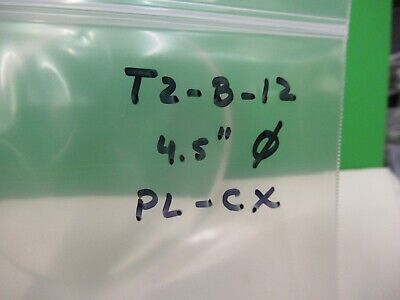 T2-B-12
4.5" Ø
PL-CX